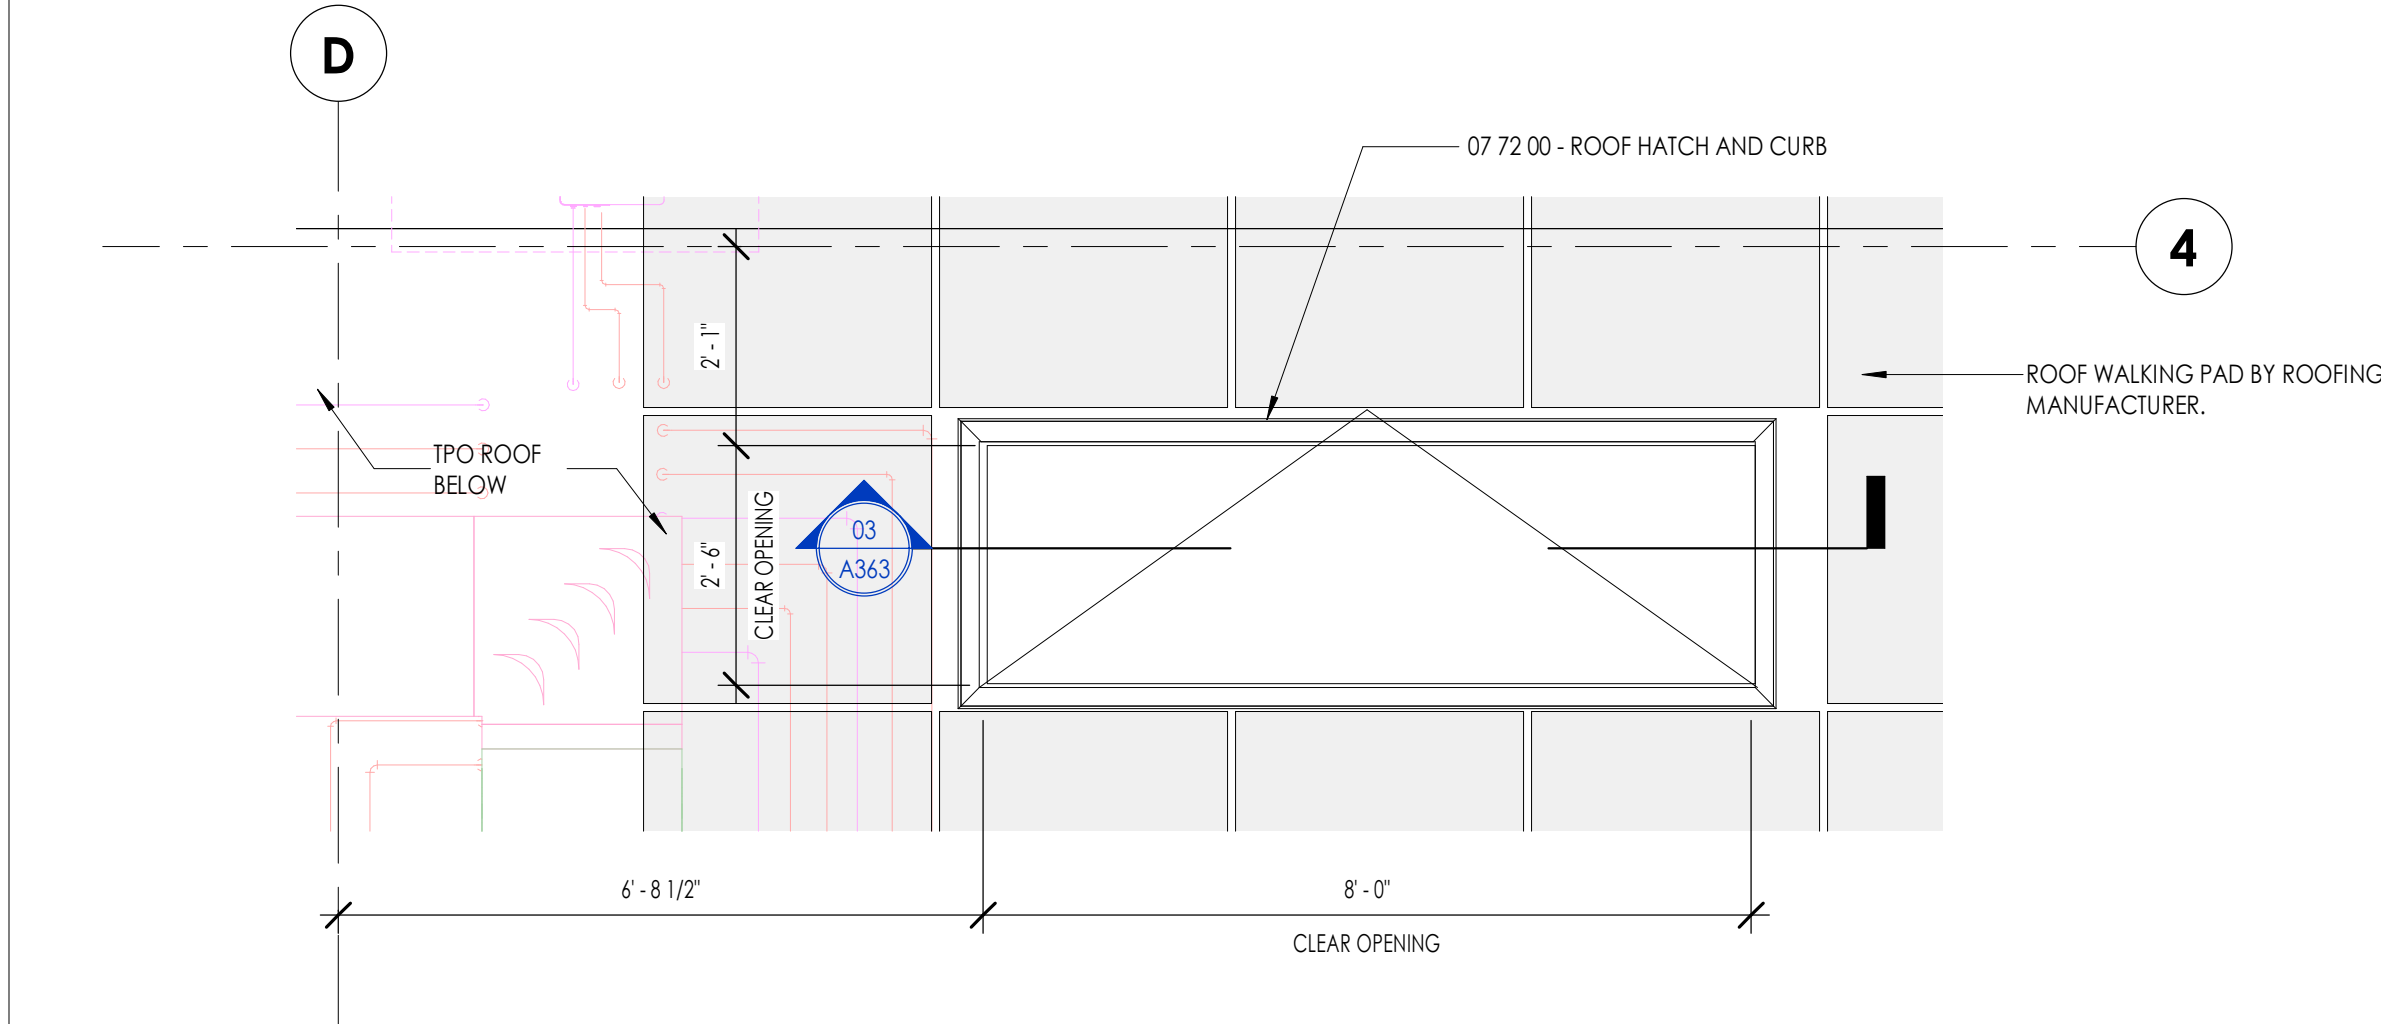 D
07 72 00 - ROOF HATCH AND CURB
4
2' - 1"
ROOF WALKING PAD BY ROOFING
MANUFACTURER.
TPO ROOF
BELOW
2' - 6"
CLEAR OPENING
03
A363
6' - 8 1/2"
8' - 0"
CLEAR OPENING